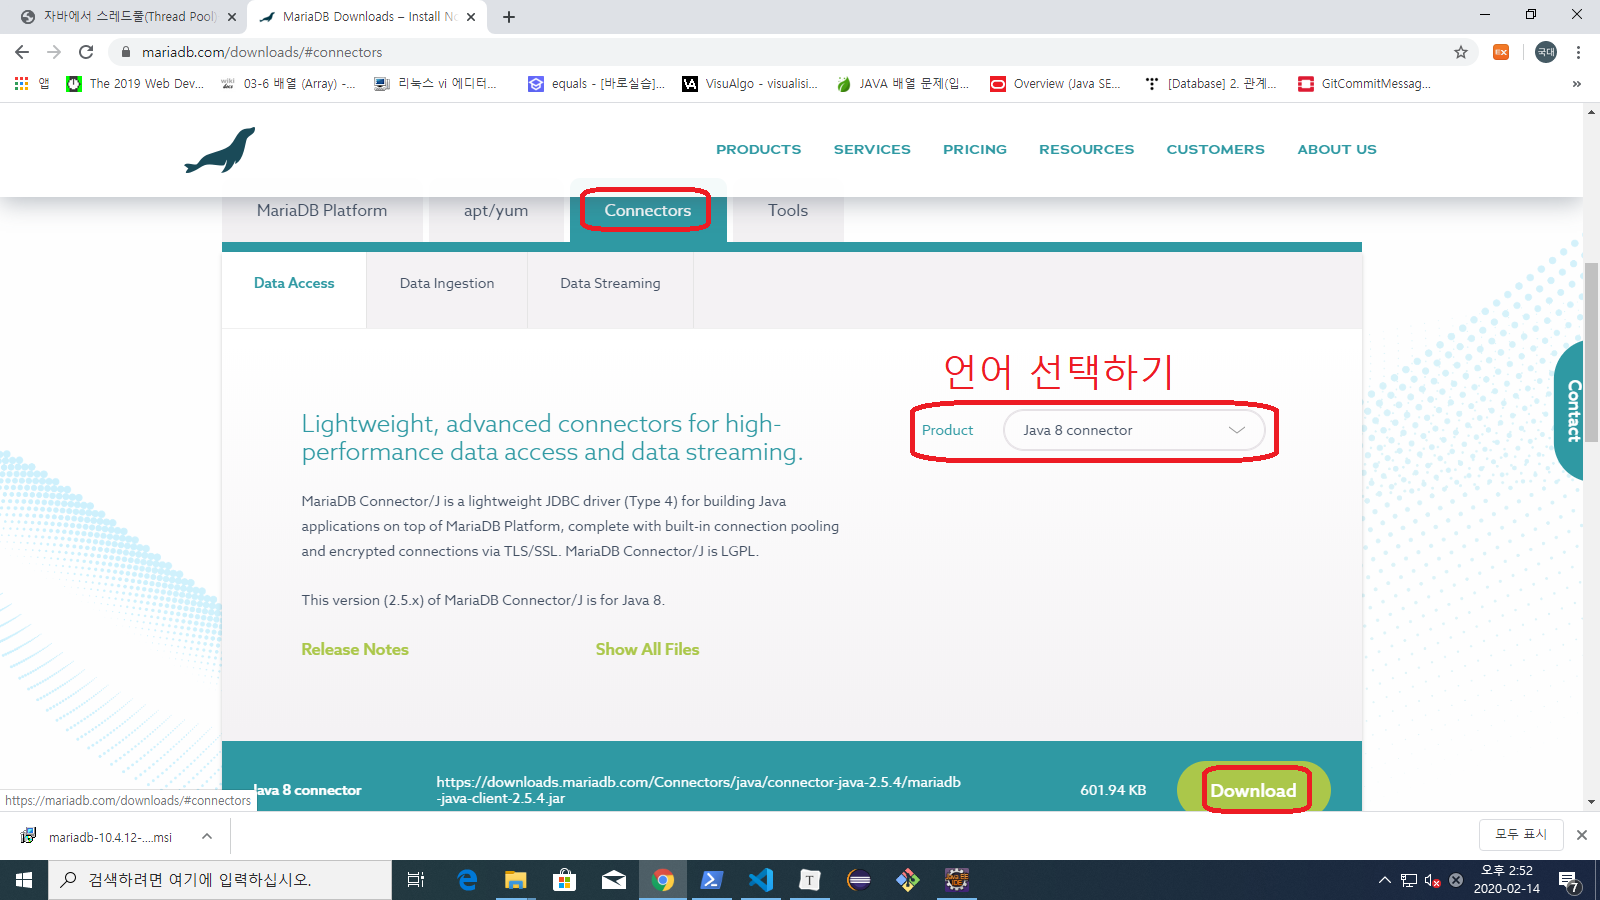 자바에서 스레드풀(Thread Pool)
MariaDB Downloads – Install No
mariadb.com/downloads/#connectors
국대
앱
The 2019 Web Dev...
wiki 03-6 배열 (Array) -...
리눅스 vi 에디터...
equals - [바로실습]...
VisuAlgo - visualisi...
JAVA 배열 문제(입...
Overview (Java SE...
[Database] 2. 관계...
GitCommitMessag...
»
PRODUCTS SERVICES PRICING RESOURCES CUSTOMERS ABOUT US
MariaDB Platform apt/yum Connectors Tools
Data Access Data Ingestion Data Streaming
언어 선택하기
Product Java 8 connector
Lightweight, advanced connectors for high-
performance data access and data streaming.
MariaDB Connector/J is a lightweight JDBC driver (Type 4) for building Java
applications on top of MariaDB Platform, complete with built-in connection pooling
and encrypted connections via TLS/SSL. MariaDB Connector/J is LGPL.
This version (2.5.x) of MariaDB Connector/J is for Java 8.
Release Notes Show All Files
Contact
Java 8 connector
https://downloads.mariadb.com/Connectors/java/connector-java-2.5.4/mariadb
-java-client-2.5.4.jar
601.94 KB
Download
https://mariadb.com/downloads/#connectors
mariadb-10.4.12-....msi
모두 표시
검색하려면 여기에 입력하십시오.
T
Java EE
IDE
오후 2:52
2020-02-14
7